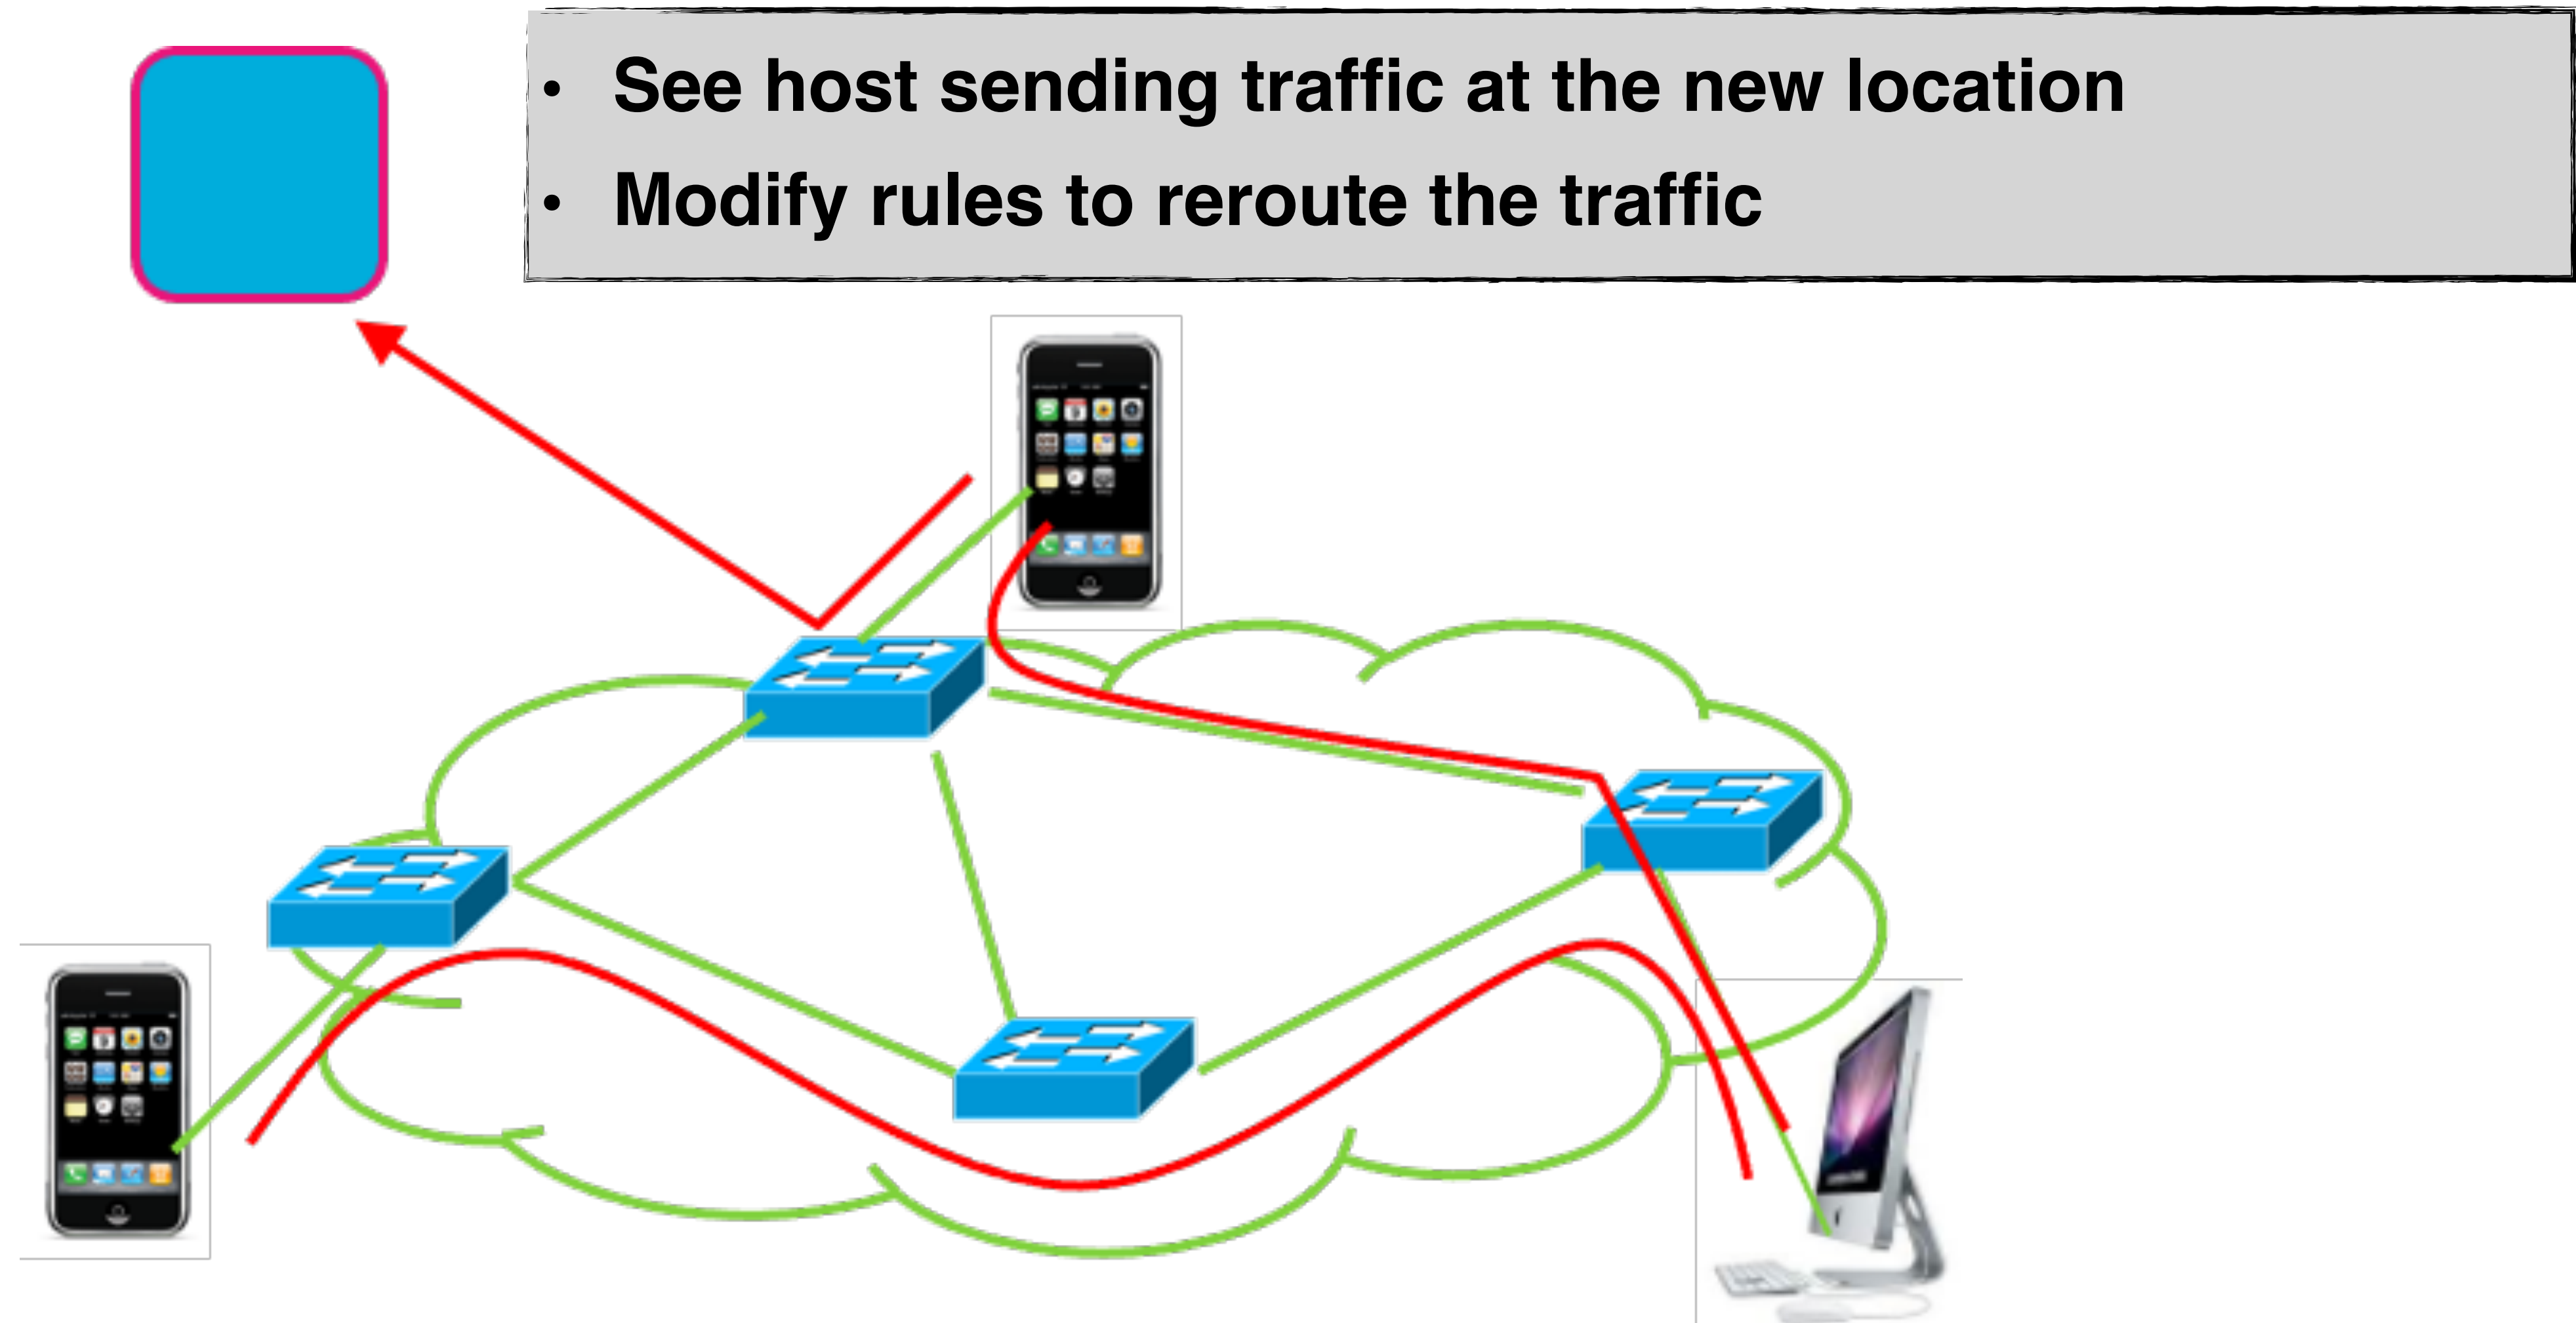 • See host sending traffic at the new location
• Modify rules to reroute the traffic